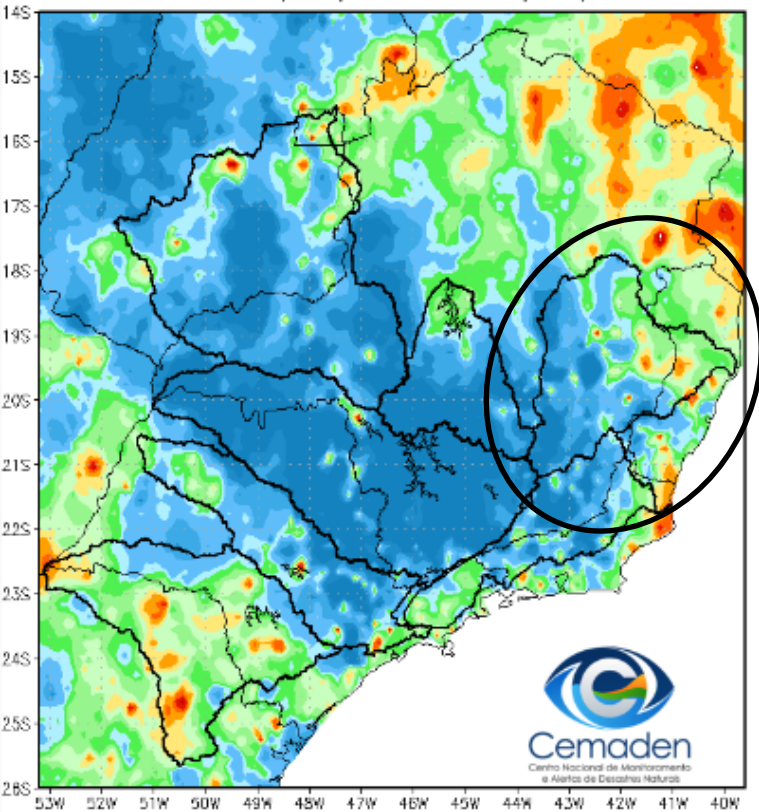 14S
15S
16S
17S
18S
19S
20S
21S
22S
23S
24S
25S
26S
53W 52W 51W 50W 49W 48W 47W 46W 45W 44W 43W 42W 41W 40W
Cemaden
Centro Nacional de Monitoramento
e Alertas de Desastres Naturais